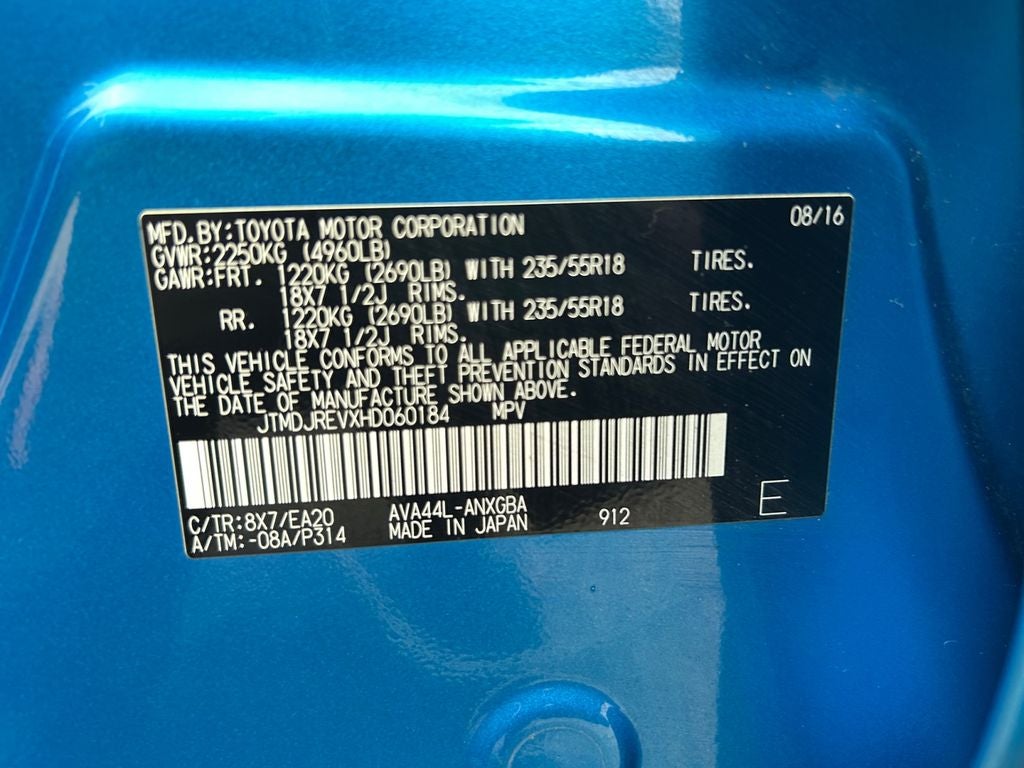 08/16
MFD.BY:TOYOTA MOTOR CORPORATION
GVWR:2250KG (4960LB)
GAWR:FRT. 1220KG (2690LB) WITH 235/55R18 TIRES.
18X7 1/2J RIMS.
RR. 1220KG (2690LB) WITH 235/55R18 TIRES.
18X7 1/2J RIMS.
THIS VEHICLE CONFORMS TO ALL APPLICABLE FEDERAL MOTOR
VEHICLE SAFETY AND THEFT PREVENTION STANDARDS IN EFFECT ON
THE DATE OF MANUFACTURE SHOWN ABOVE.
JTMDJREVXHD060184 MPV
C/TR:8X7/EA20 AVA44L-ANXGBA
A/TM:-08A/P314 MADE IN JAPAN 912 E